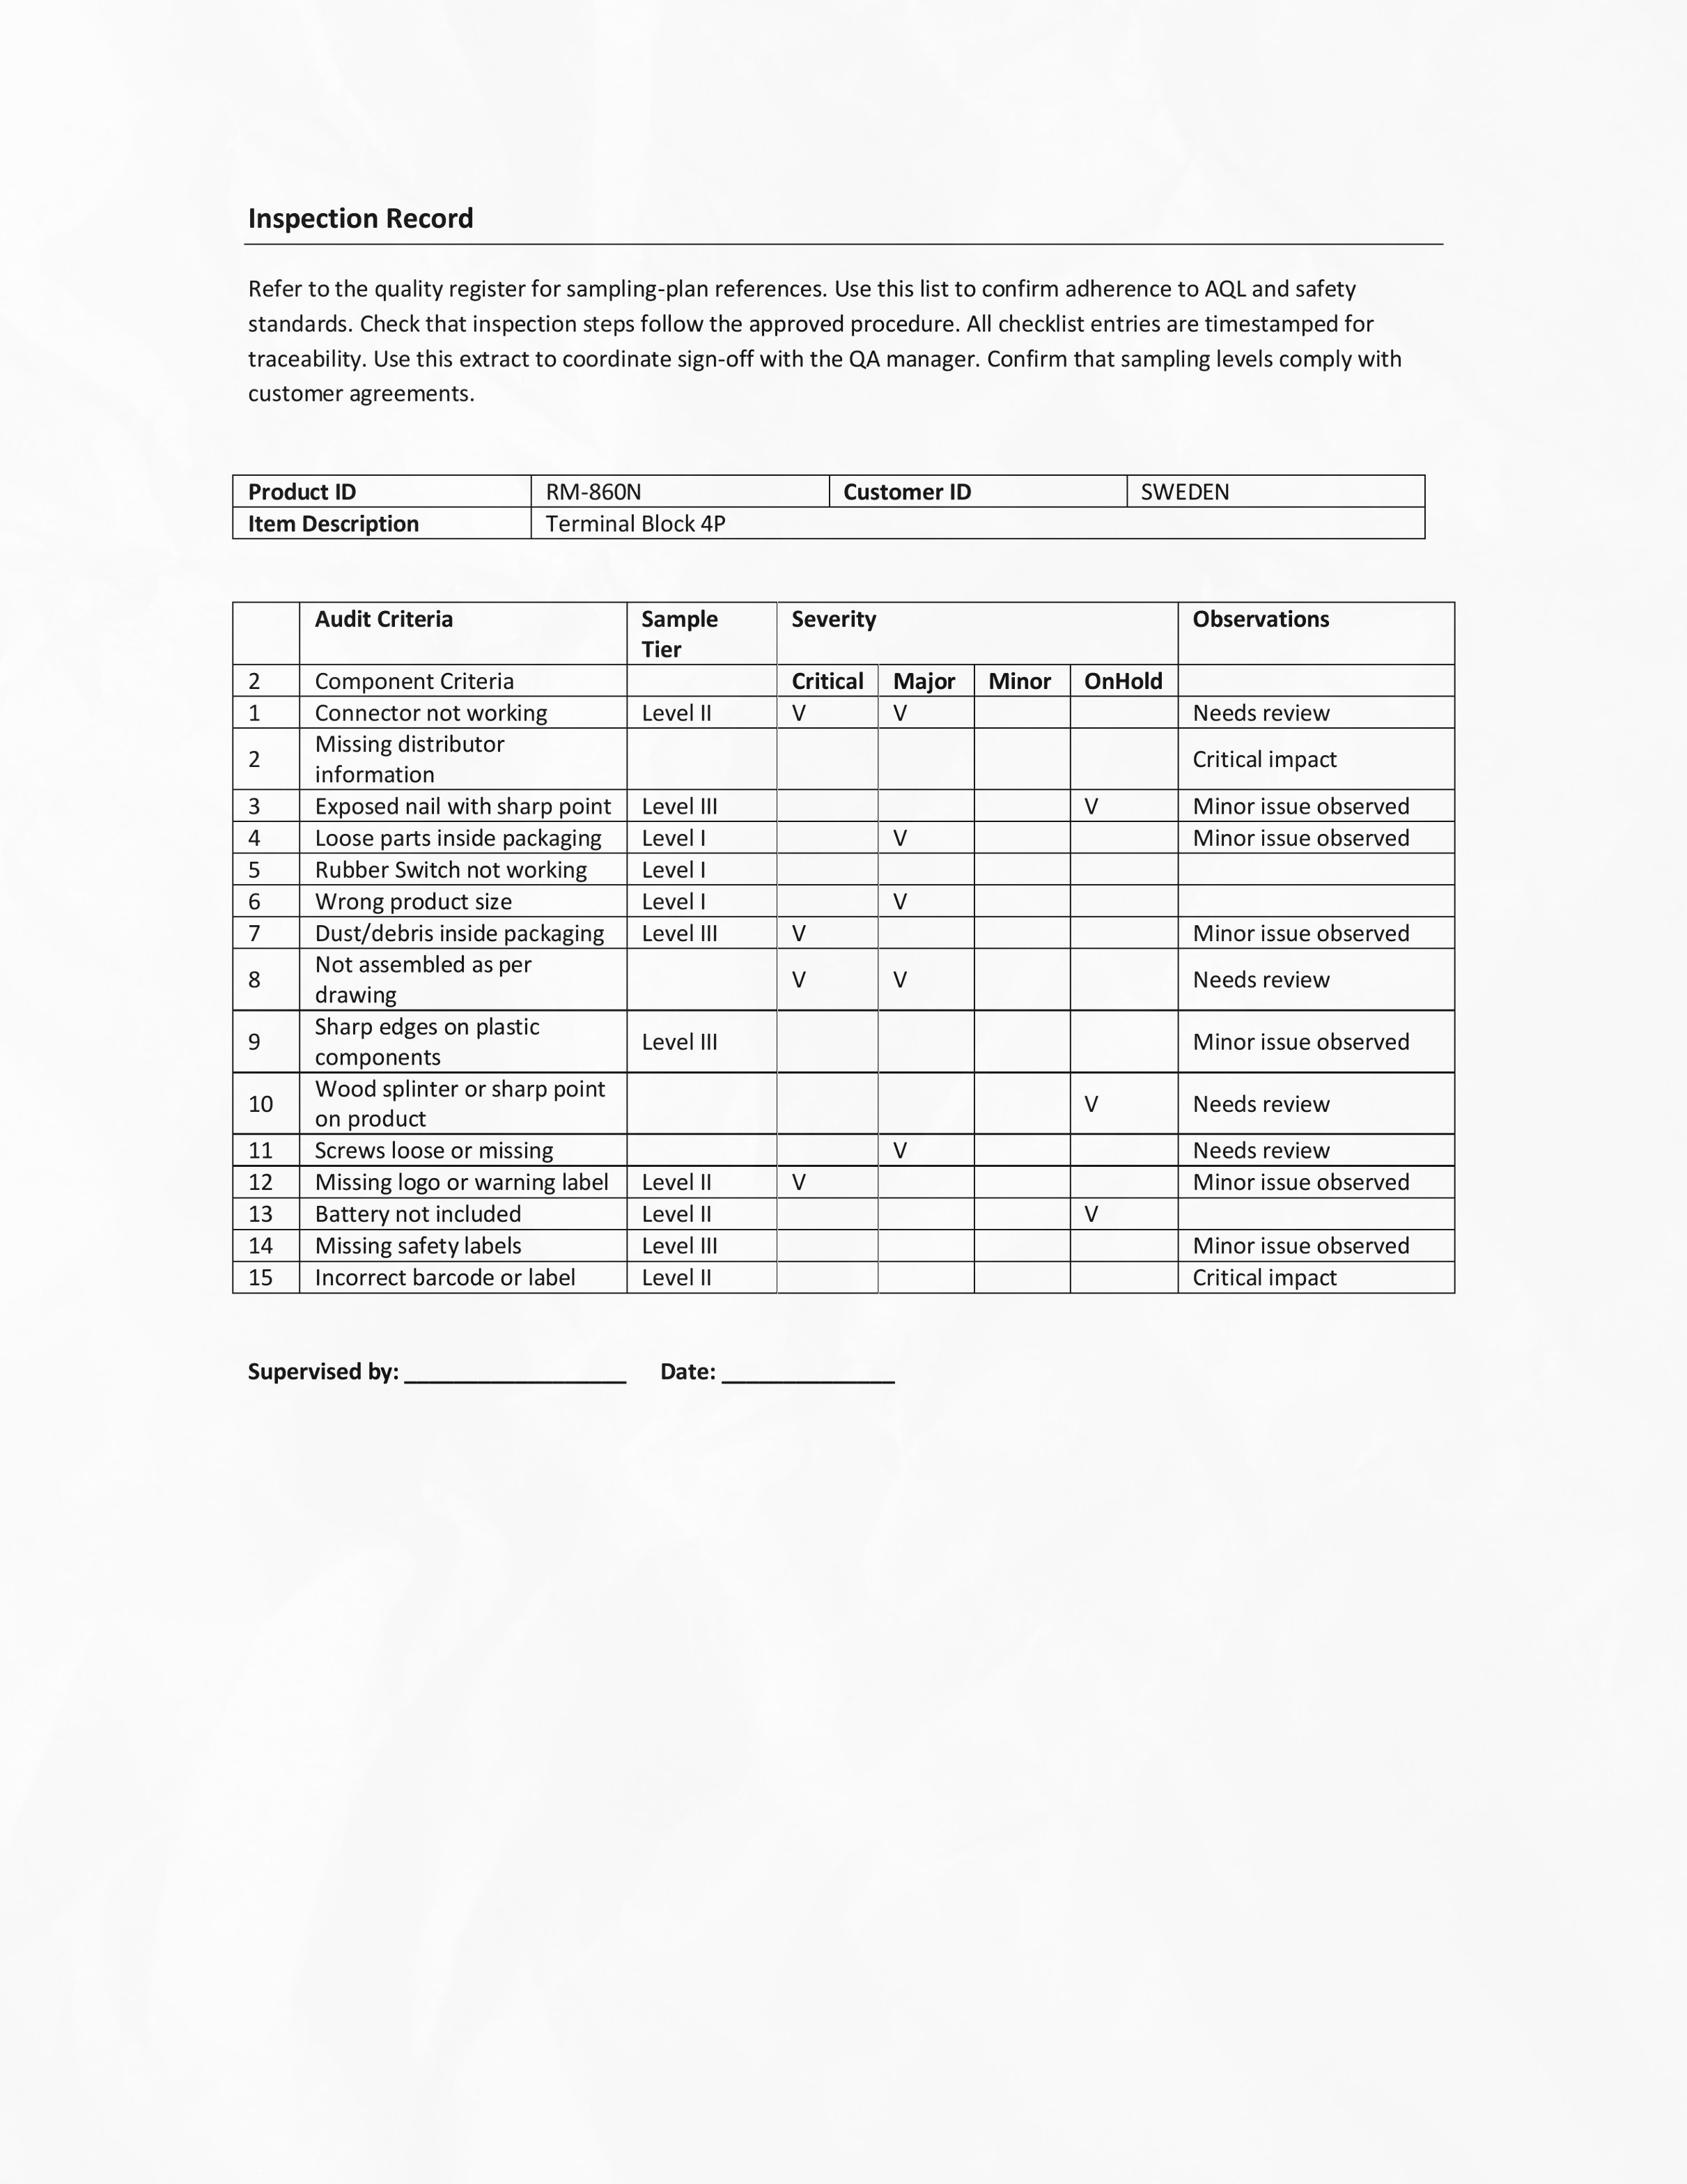 Inspection Record
Refer to the quality register for sampling-plan references. Use this list to confirm adherence to AQL and safety
standards. Check that inspection steps follow the approved procedure. All checklist entries are timestamped for
traceability. Use this extract to coordinate sign-off with the QA manager. Confirm that sampling levels comply with
customer agreements.
Product ID RM-860N Customer ID SWEDEN
Item Description Terminal Block 4P
Audit Criteria Sample Tier Severity Observations
2 Component Criteria Critical Major Minor OnHold
1 Connector not working Level II V V Needs review
2 Missing distributor information Critical impact
3 Exposed nail with sharp point Level III V Minor issue observed
4 Loose parts inside packaging Level I V Minor issue observed
5 Rubber Switch not working Level I
6 Wrong product size Level I V
7 Dust/debris inside packaging Level III V Minor issue observed
8 Not assembled as per drawing V V Needs review
9 Sharp edges on plastic components Level III Minor issue observed
10 Wood splinter or sharp point on product V Needs review
11 Screws loose or missing V Needs review
12 Missing logo or warning label Level II V Minor issue observed
13 Battery not included Level II V
14 Missing safety labels Level III Minor issue observed
15 Incorrect barcode or label Level II Critical impact
Supervised by: __________________ Date: ______________